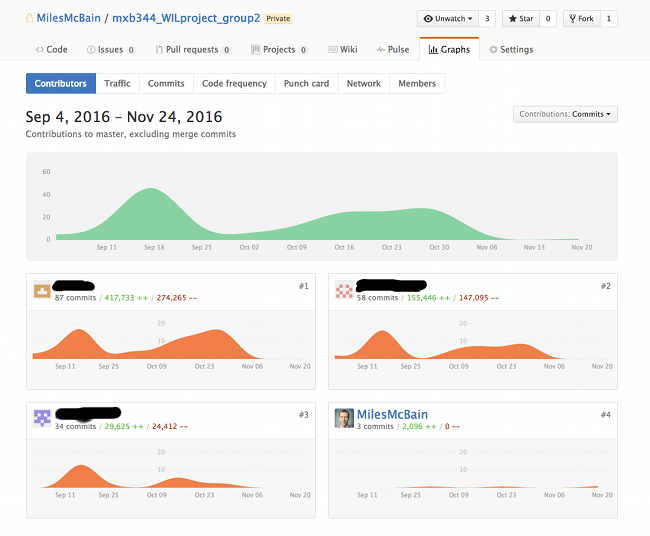 MilesMcBain / mxb344_WILproject_group2 Private
Unwatch 3 Star 0 Fork 1
Code Issues 0 Pull requests 0 Projects 0 Wiki Pulse Graphs Settings
Contributors Traffic Commits Code frequency Punch card Network Members
Sep 4, 2016 – Nov 24, 2016
Contributions: Commits
Contributions to master, excluding merge commits
60
40
20
0
Sep 11 Sep 18 Sep 25 Oct 02 Oct 09 Oct 16 Oct 23 Oct 30 Nov 06 Nov 13 Nov 20
#1
87 commits / 417,733 ++ / 274,265 --
20
10
Sep 11 Sep 25 Oct 09 Oct 23 Nov 06 Nov 20
#2
58 commits / 155,446 ++ / 147,095 --
20
10
Sep 11 Sep 25 Oct 09 Oct 23 Nov 06 Nov 20
#3
34 commits / 29,625 ++ / 24,412 --
20
10
Sep 11 Sep 25 Oct 09 Oct 23 Nov 06 Nov 20
MilesMcBain #4
3 commits / 2,096 ++ / 0 --
20
10
Sep 11 Sep 25 Oct 09 Oct 23 Nov 06 Nov 20